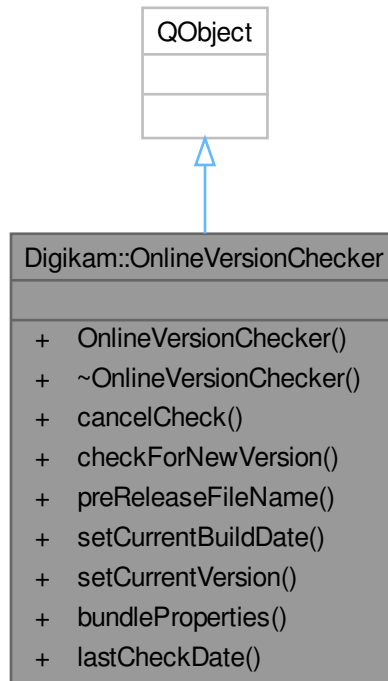 QObject
Digikam::OnlineVersionChecker
+ OnlineVersionChecker()
+ ~OnlineVersionChecker()
+ cancelCheck()
+ checkForNewVersion()
+ preReleaseFileName()
+ setCurrentBuildDate()
+ setCurrentVersion()
+ bundleProperties()
+ lastCheckDate()